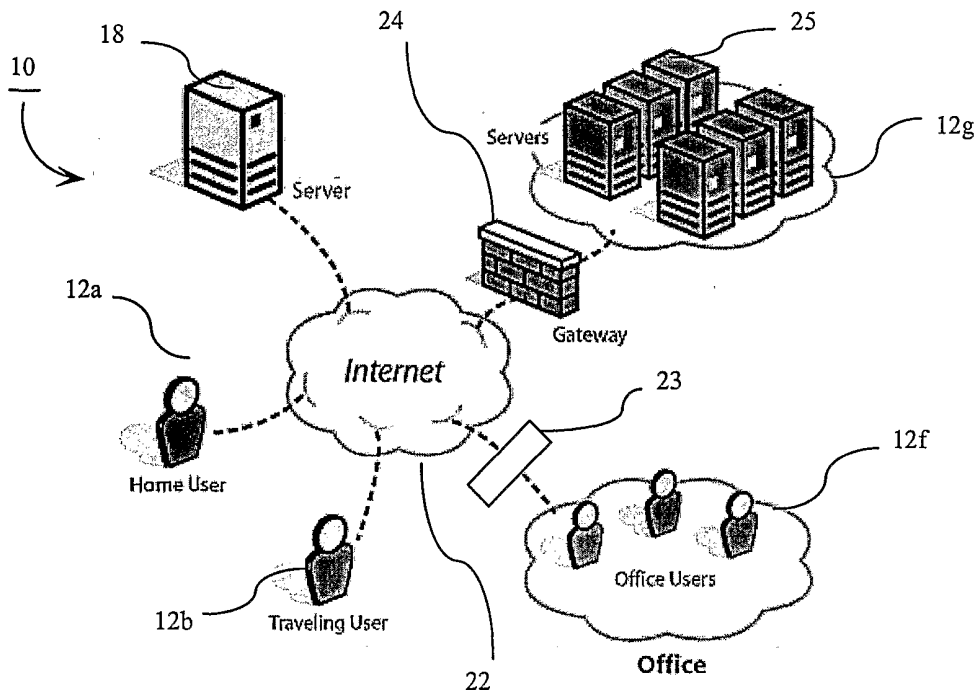 24
25
18
10
Servers
12g
Server
12a
Gateway
Internet
23
12f
Home User
Office Users
12b
Traveling User
Office
22